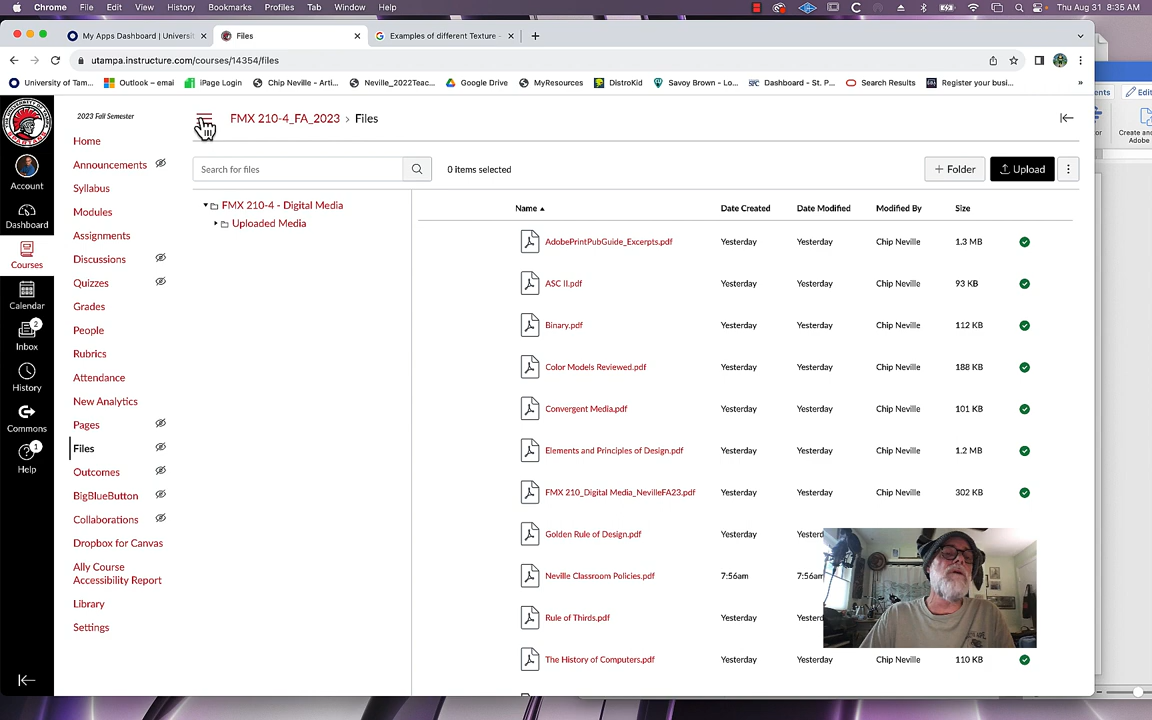 Chrome File Edit View History Bookmarks Profiles Tab Window Help Thu Aug 31 8:35 AM
My Apps Dashboard | Universit Files Examples of different Texture -
utampa.instructure.com/courses/14354/files
University of Tam... Outlook – emai iPage Login Chip Neville - Arti... Neville_2022Teac... Google Drive MyResources DistroKid Savoy Brown - Lo... Dashboard - St. P... Search Results Register your busi... »
2023 Fall Semester
FMX 210-4_FA_2023 › Files
Home
Announcements
Syllabus
Modules
Assignments
Discussions
Quizzes
Grades
People
Rubrics
Attendance
New Analytics
Pages
Files
Outcomes
BigBlueButton
Collaborations
Dropbox for Canvas
Ally Course
Accessibility Report
Library
Settings
Account
Dashboard
Courses
Calendar
2
Inbox
History
Commons
1
Help
Search for files
0 items selected
+ Folder
Upload
FMX 210-4 - Digital Media
Uploaded Media
Name Date Created Date Modified Modified By Size
AdobePrintPubGuide_Excerpts.pdf Yesterday Yesterday Chip Neville 1.3 MB
ASC II.pdf Yesterday Yesterday Chip Neville 93 KB
Binary.pdf Yesterday Yesterday Chip Neville 112 KB
Color Models Reviewed.pdf Yesterday Yesterday Chip Neville 188 KB
Convergent Media.pdf Yesterday Yesterday Chip Neville 101 KB
Elements and Principles of Design.pdf Yesterday Yesterday Chip Neville 1.2 MB
FMX 210_Digital Media_NevilleFA23.pdf Yesterday Yesterday Chip Neville 302 KB
Golden Rule of Design.pdf Yesterday Yesterd
Neville Classroom Policies.pdf 7:56am 7:56am
Rule of Thirds.pdf Yesterday Yesterd
The History of Computers.pdf Yesterday Yesterday Chip Neville 110 KB
ents Edit
or Create and
Adobe